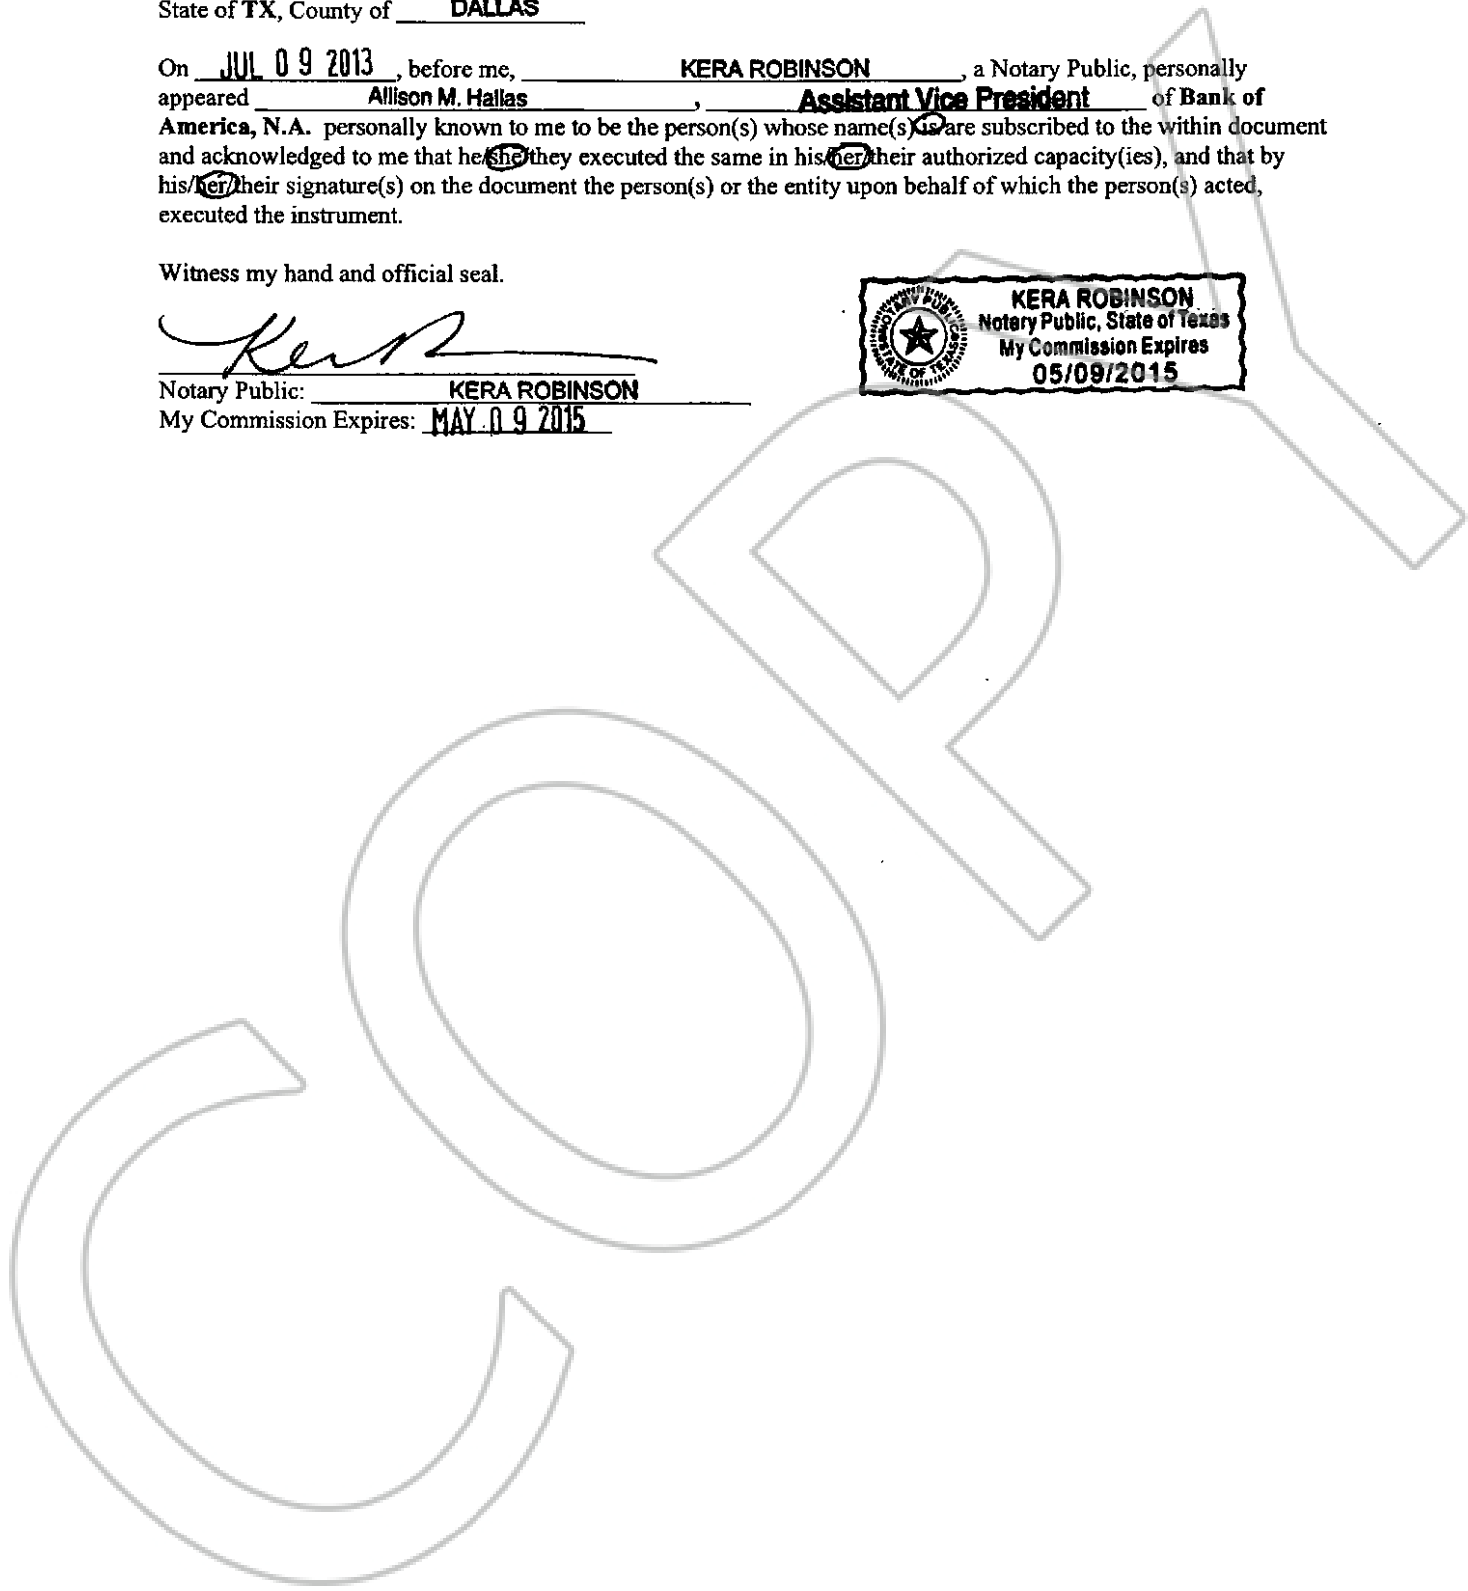 State of TX, County of DALLAS
On JUL 09 2013, before me, KERA ROBINSON, a Notary Public, personally
appeared Allison M. Hallas, Assistant Vice President of Bank of
America, N.A. personally known to me to be the person(s) whose name(s) is/are subscribed to the within document
and acknowledged to me that he/she/they executed the same in his/her/their authorized capacity(ies), and that by
his/her/their signature(s) on the document the person(s) or the entity upon behalf of which the person(s) acted,
executed the instrument.
Witness my hand and official seal.
Notary Public: KERA ROBINSON
My Commission Expires: MAY 09 2015
NOTARY PUBLIC
STATE OF TEXAS
KERA ROBINSON
Notary Public, State of Texas
My Commission Expires
05/09/2015
COPY